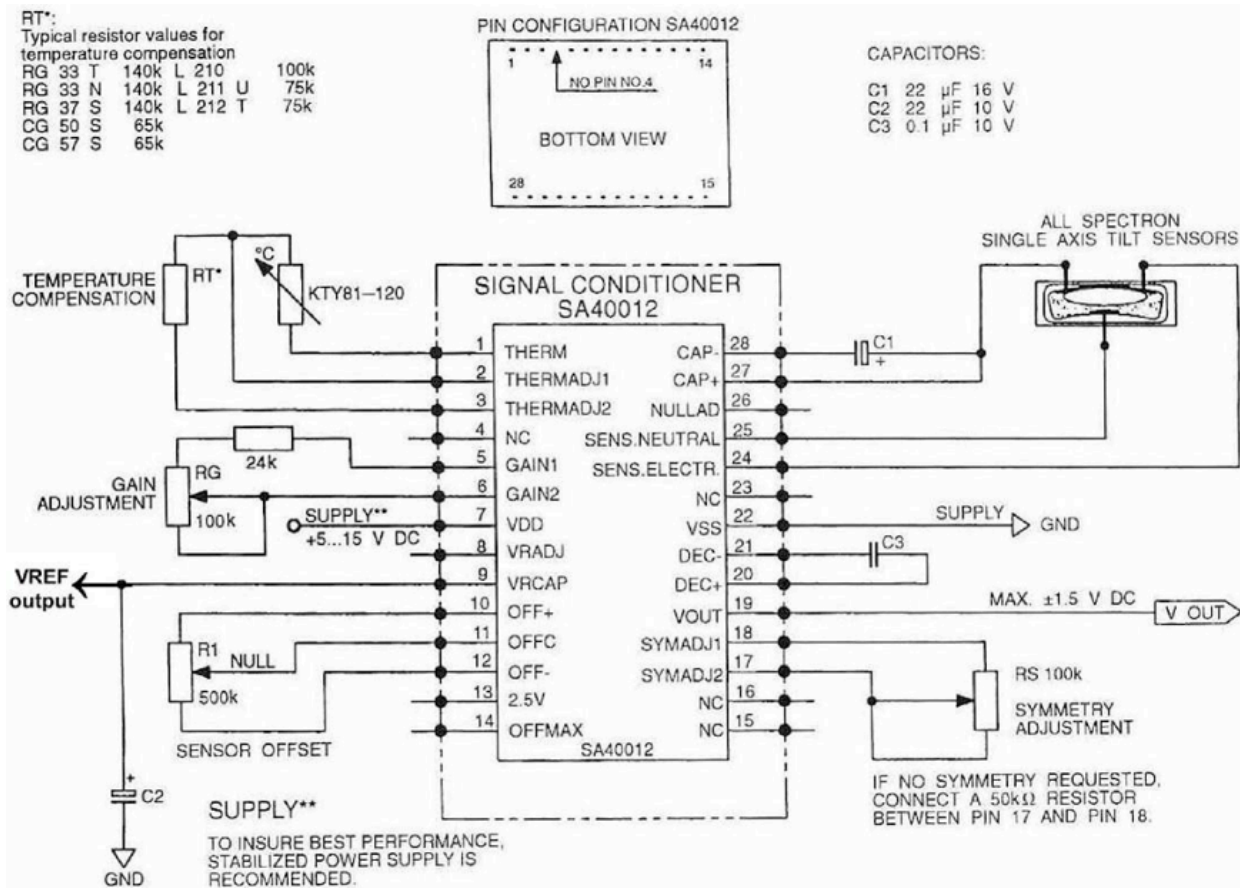 RT*:
Typical resistor values for
temperature compensation
RG 33 T 140k L 210 100k
RG 33 N 140k L 211 U 75k
RG 37 S 140k L 212 T 75k
CG 50 S 65k
CG 57 S 65k
PIN CONFIGURATION SA40012
1 14
NO PIN NO.4
BOTTOM VIEW
28 15
CAPACITORS:
C1 22 µF 16 V
C2 22 µF 10 V
C3 0.1 µF 10 V
ALL SPECTRON
SINGLE AXIS TILT SENSORS
TEMPERATURE
COMPENSATION
RT*
°C
KTY81–120
SIGNAL CONDITIONER
SA40012
1 THERM
2 THERMADJ1
3 THERMADJ2
4 NC
5 GAIN1
6 GAIN2
7 VDD
8 VRADJ
9 VRCAP
10 OFF+
11 OFFC
12 OFF-
13 2.5V
14 OFFMAX
CAP- 28
CAP+ 27
NULLAD 26
SENS.NEUTRAL 25
SENS.ELECTR. 24
NC 23
VSS 22
DEC- 21
DEC+ 20
VOUT 19
SYMADJ1 18
SYMADJ2 17
NC 16
NC 15
SA40012
C1
+
24k
GAIN
ADJUSTMENT
RG
100k
SUPPLY**
+5...15 V DC
VREF
output
R1
500k
NULL
SENSOR OFFSET
+
C2
GND
SUPPLY GND
C3
MAX. ±1.5 V DC
V OUT
RS 100k
SYMMETRY
ADJUSTMENT
IF NO SYMMETRY REQUESTED,
CONNECT A 50kΩ RESISTOR
BETWEEN PIN 17 AND PIN 18.
SUPPLY**
TO INSURE BEST PERFORMANCE,
STABILIZED POWER SUPPLY IS
RECOMMENDED.